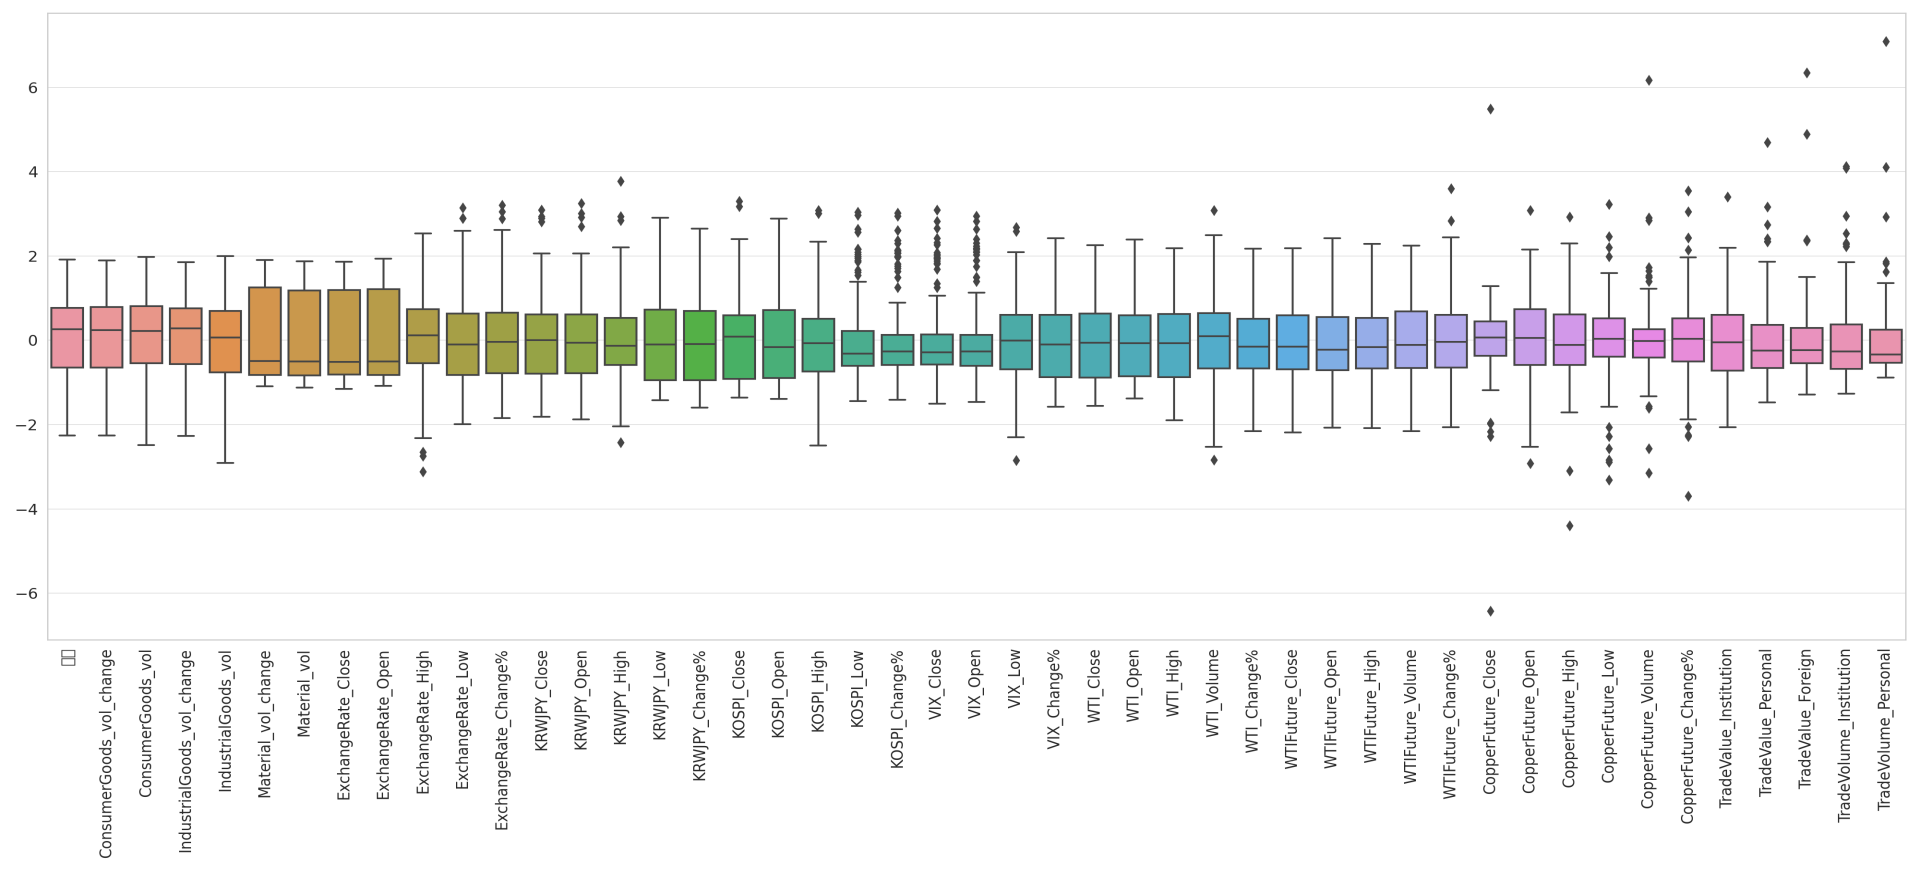 6
4
2
0
−2
−4
−6
ConsumerGoods_vol_change
ConsumerGoods_vol
IndustrialGoods_vol_change
IndustrialGoods_vol
Material_vol_change
Material_vol
ExchangeRate_Close
ExchangeRate_Open
ExchangeRate_High
ExchangeRate_Low
ExchangeRate_Change%
KRWJPY_Close
KRWJPY_Open
KRWJPY_High
KRWJPY_Low
KRWJPY_Change%
KOSPI_Close
KOSPI_Open
KOSPI_High
KOSPI_Low
KOSPI_Change%
VIX_Close
VIX_Open
VIX_Low
VIX_Change%
WTI_Close
WTI_Open
WTI_High
WTI_Volume
WTI_Change%
WTIFuture_Close
WTIFuture_Open
WTIFuture_High
WTIFuture_Volume
WTIFuture_Change%
CopperFuture_Close
CopperFuture_Open
CopperFuture_High
CopperFuture_Low
CopperFuture_Volume
CopperFuture_Change%
TradeValue_Institution
TradeValue_Personal
TradeValue_Foreign
TradeVolume_Institution
TradeVolume_Personal